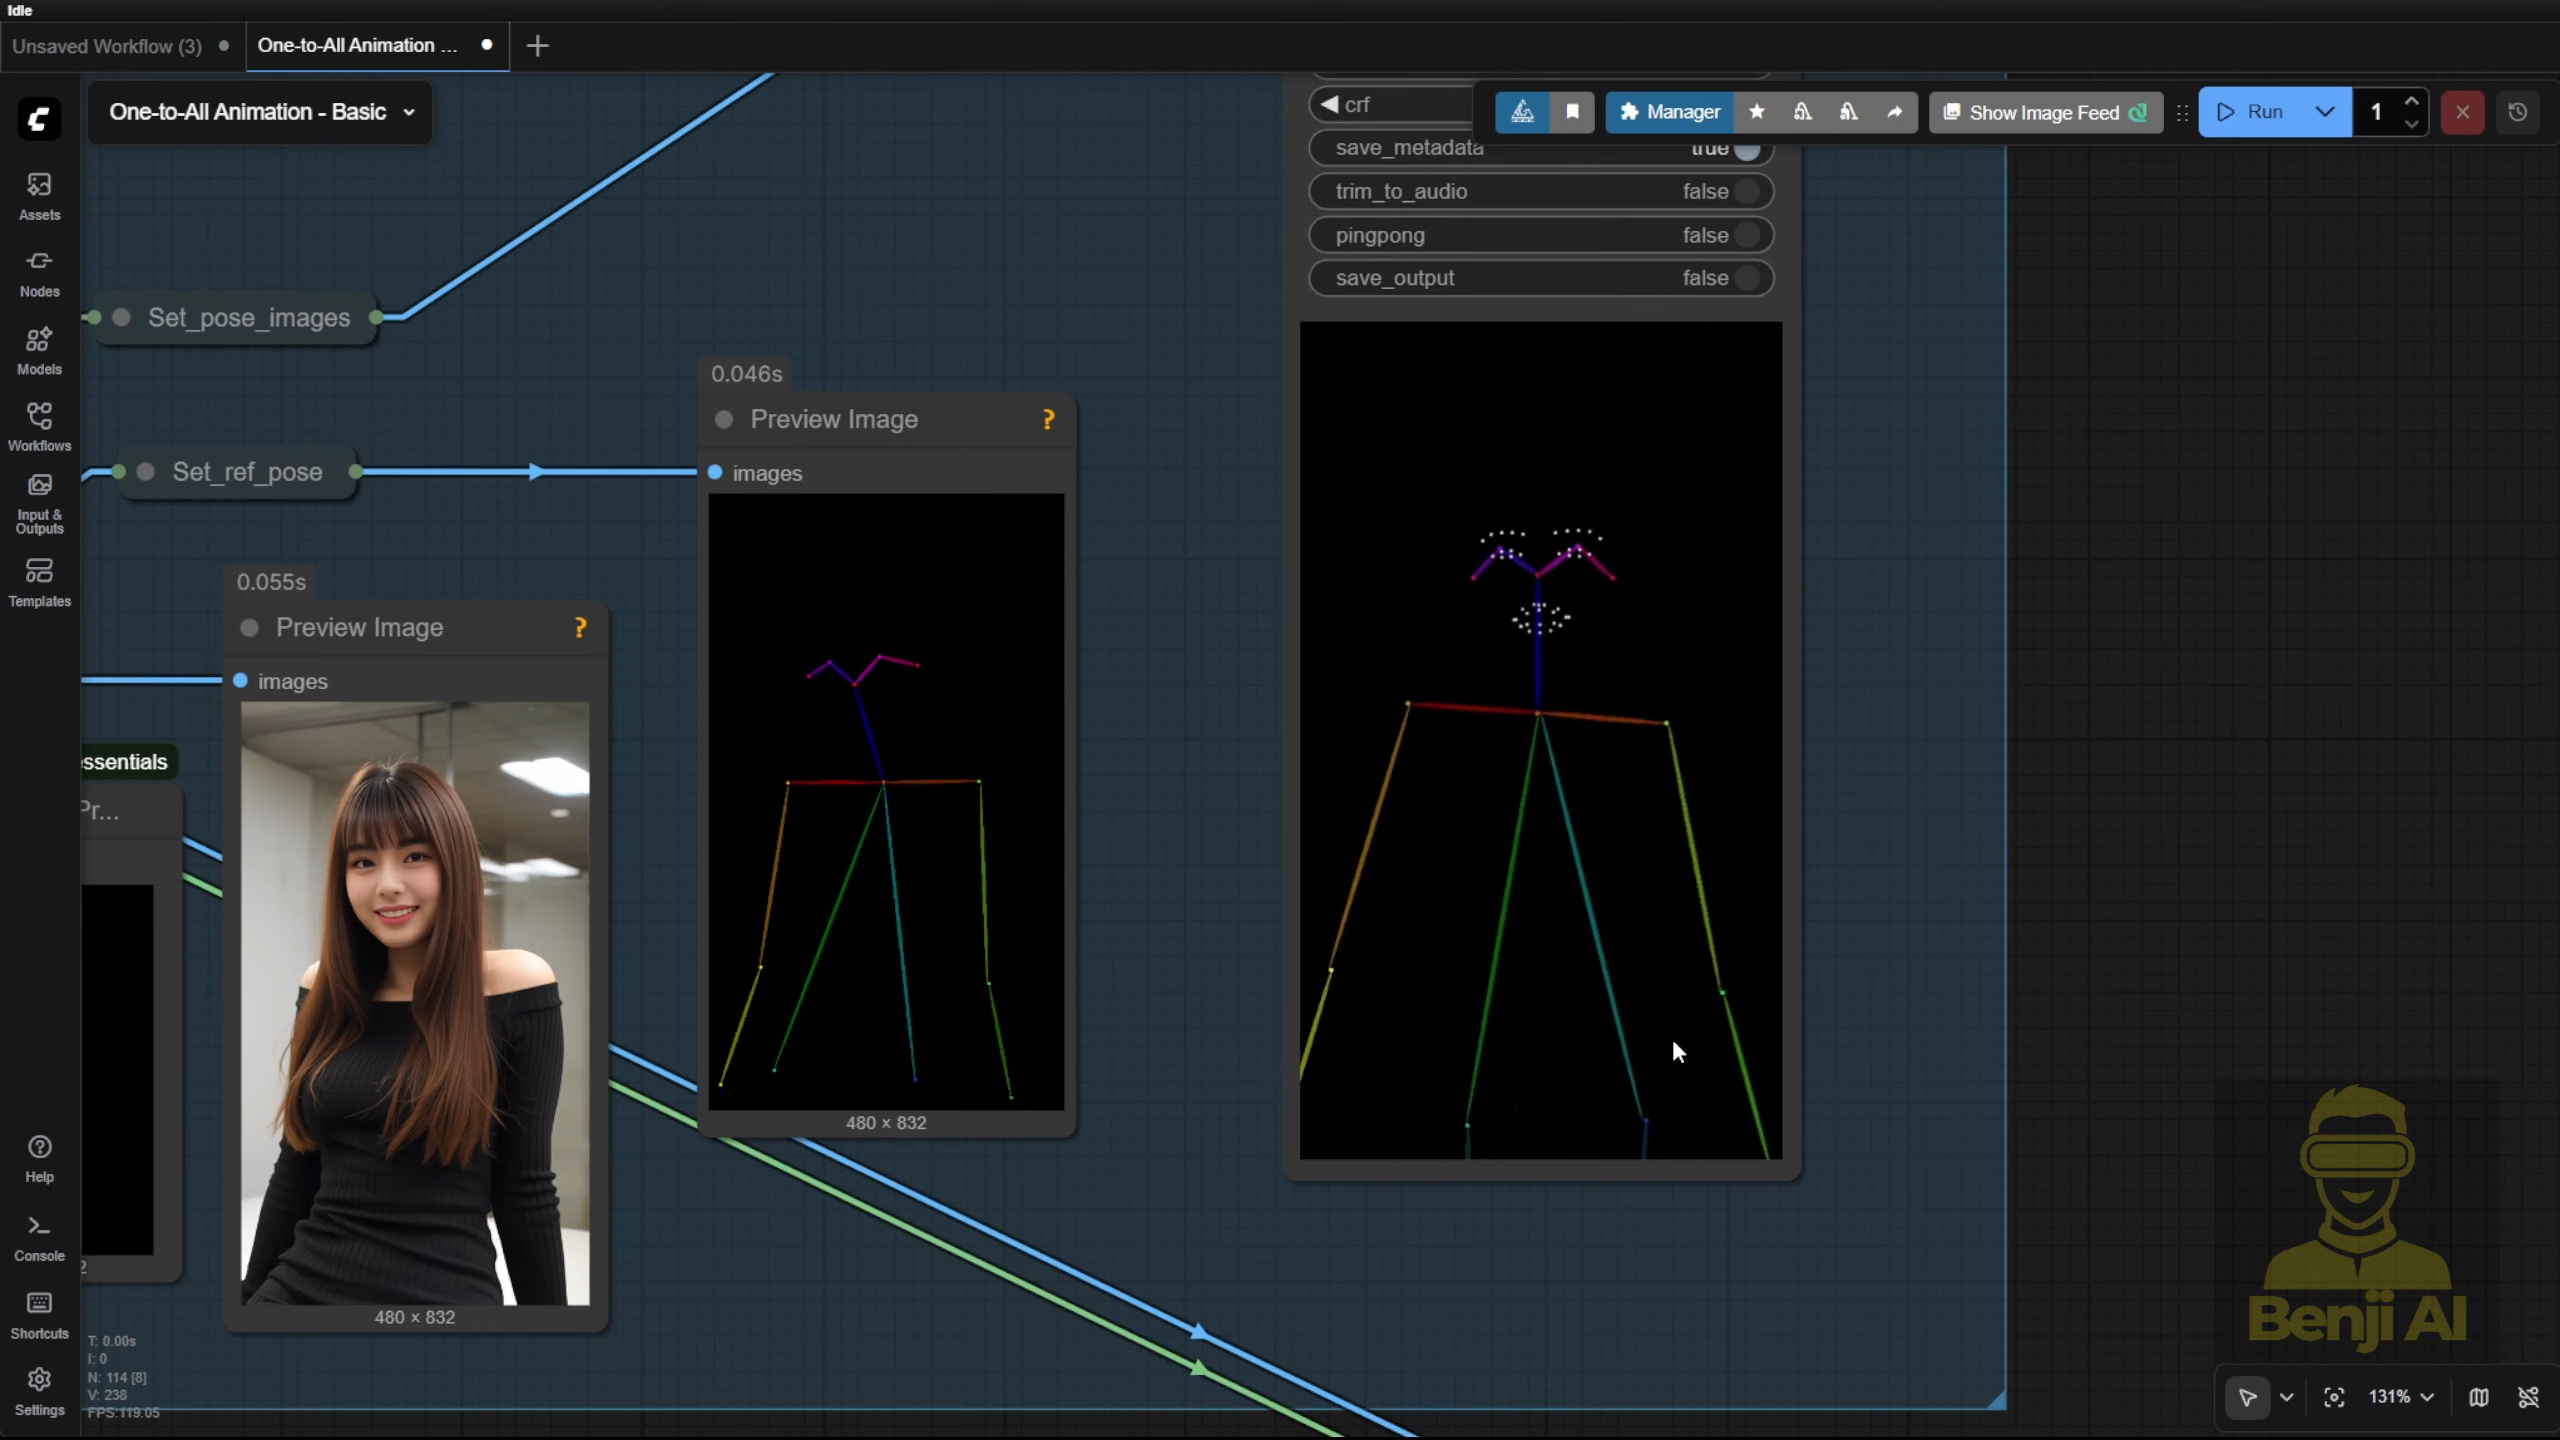 Idle
Unsaved Workflow (3)
One-to-All Animation ...
One-to-All Animation - Basic
crf
Manager
Show Image Feed
Run
1
save_metadata true
trim_to_audio false
pingpong false
save_output false
Assets
Nodes
Models
Workflows
Input &
Outputs
Templates
Help
Console
Shortcuts
Settings
Set_pose_images
Set_ref_pose
0.046s
Preview Image ?
images
480 × 832
0.055s
Preview Image ?
images
480 × 832
ssentials
Pr...
2
T: 0.00s
I: 0
N: 114 [8]
V: 238
FPS:119.05
Benji AI
131%